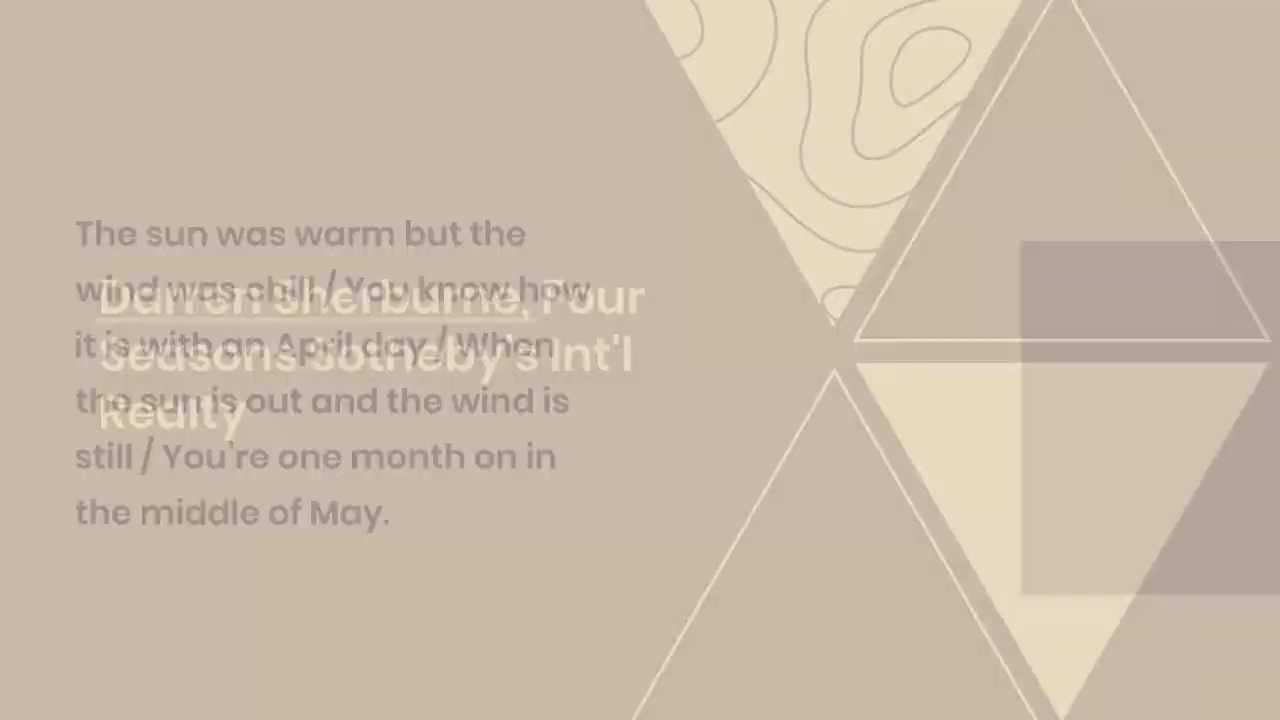 The sun was warm but the
wind was chill / You know how
it is with an April day / When
the sun is out and the wind is
still / You're one month on in
the middle of May.
Darren Sherburne, Four
Seasons Sotheby's Int'l
Realty